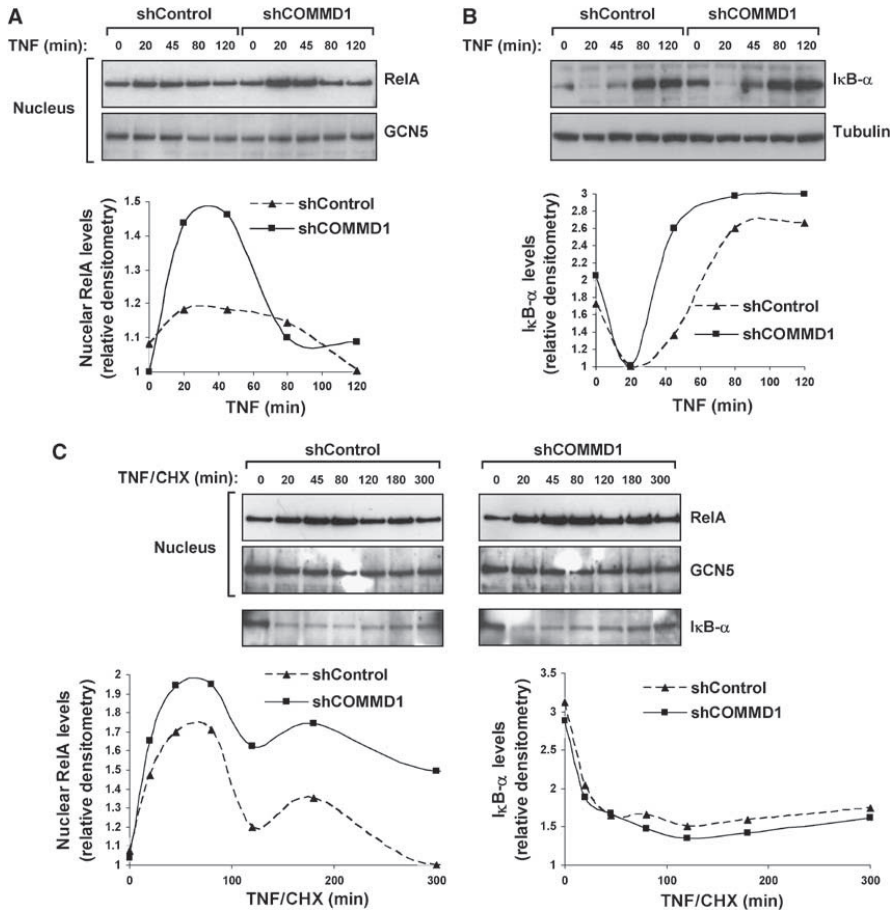 A
shControl shCOMMD1
TNF (min): 0 20 45 80 120 0 20 45 80 120
Nucleus
RelA
GCN5
1.5
1.4
1.3
1.2
1.1
1
Nucelar RelA levels
(relative densitometry)
shControl
shCOMMD1
0 20 40 60 80 100 120
TNF (min)
B
shControl shCOMMD1
TNF (min): 0 20 45 80 120 0 20 45 80 120
IκB-α
Tubulin
3
2.8
2.6
2.4
2.2
2
1.8
1.6
1.4
1.2
1
IκB-α levels
(relative densitometry)
shControl
shCOMMD1
0 20 40 60 80 100 120
TNF (min)
C
shControl shCOMMD1
TNF/CHX (min): 0 20 45 80 120 180 300 0 20 45 80 120 180 300
Nucleus
RelA
GCN5
IκB-α
2
1.9
1.8
1.7
1.6
1.5
1.4
1.3
1.2
1.1
1
Nuclear RelA levels
(relative densitometry)
shControl
shCOMMD1
0 100 200 300
TNF/CHX (min)
3.5
3
2.5
2
1.5
1
IκB-α levels
(relative densitometry)
shControl
shCOMMD1
0 100 200 300
TNF/CHX (min)